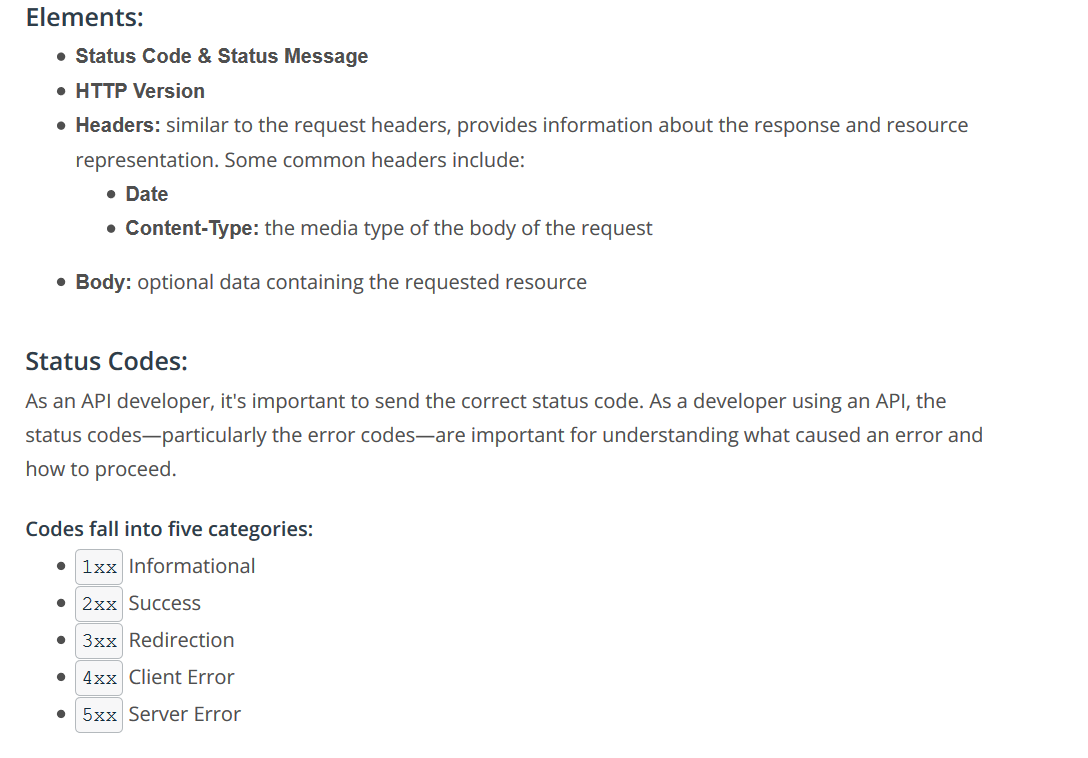 Elements:
Status Code & Status Message
HTTP Version
Headers: similar to the request headers, provides information about the response and resource
representation. Some common headers include:
Date
Content-Type: the media type of the body of the request
Body: optional data containing the requested resource
Status Codes:
As an API developer, it's important to send the correct status code. As a developer using an API, the
status codes—particularly the error codes—are important for understanding what caused an error and
how to proceed.
Codes fall into five categories:
1xx Informational
2xx Success
3xx Redirection
4xx Client Error
5xx Server Error